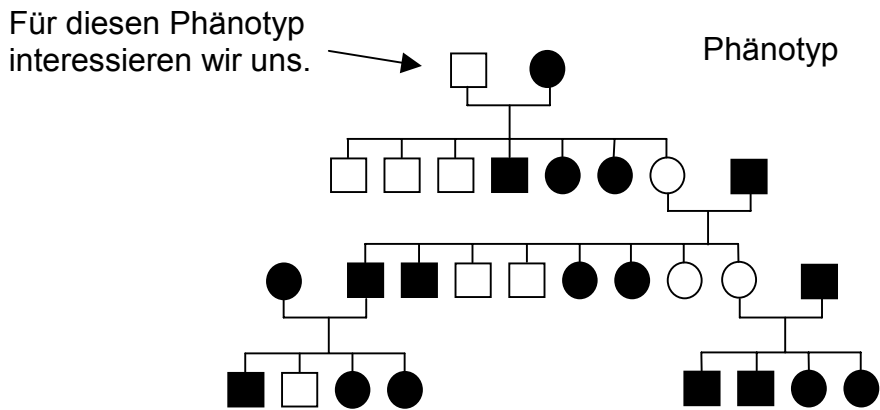 Für diesen Phänotyp
interessieren wir uns.
Phänotyp